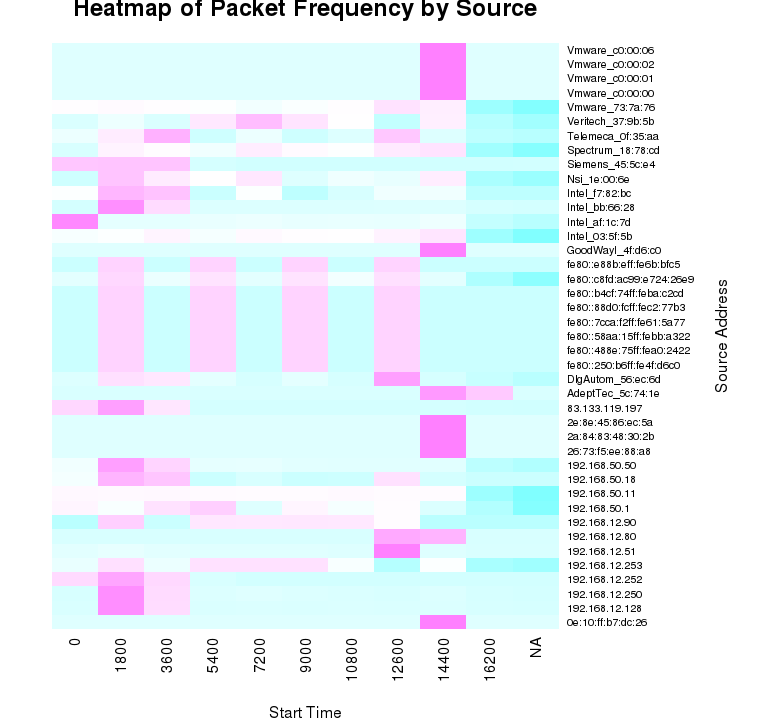 Heatmap of Packet Frequency by Source
Vmware_c0:00:06
Vmware_c0:00:02
Vmware_c0:00:01
Vmware_c0:00:00
Vmware_73:7a:76
Veritech_37:9b:5b
Telemeca_0f:35:aa
Spectrum_18:78:cd
Siemens_45:5c:e4
Nsi_1e:00:6e
Intel_f7:82:bc
Intel_bb:66:28
Intel_af:1c:7d
Intel_03:5f:5b
GoodWayI_4f:d6:c0
fe80::e88b:eff:fe6b:bfc5
fe80::c8fd:ac99:e724:26e9
fe80::b4cf:74ff:feba:c2cd
fe80::88d0:fcff:fec2:77b3
fe80::7cca:f2ff:fe61:5a77
fe80::58aa:15ff:febb:a322
fe80::488e:75ff:fea0:2422
fe80::250:b6ff:fe4f:d6c0
DlgAutom_56:ec:6d
AdeptTec_5c:74:1e
83.133.119.197
2e:8e:45:86:ec:5a
2a:84:83:48:30:2b
26:73:f5:ee:88:a8
192.168.50.50
192.168.50.18
192.168.50.11
192.168.50.1
192.168.12.90
192.168.12.80
192.168.12.51
192.168.12.253
192.168.12.252
192.168.12.250
192.168.12.128
0e:10:ff:b7:dc:26
Source Address
0
1800
3600
5400
7200
9000
10800
12600
14400
16200
NA
Start Time